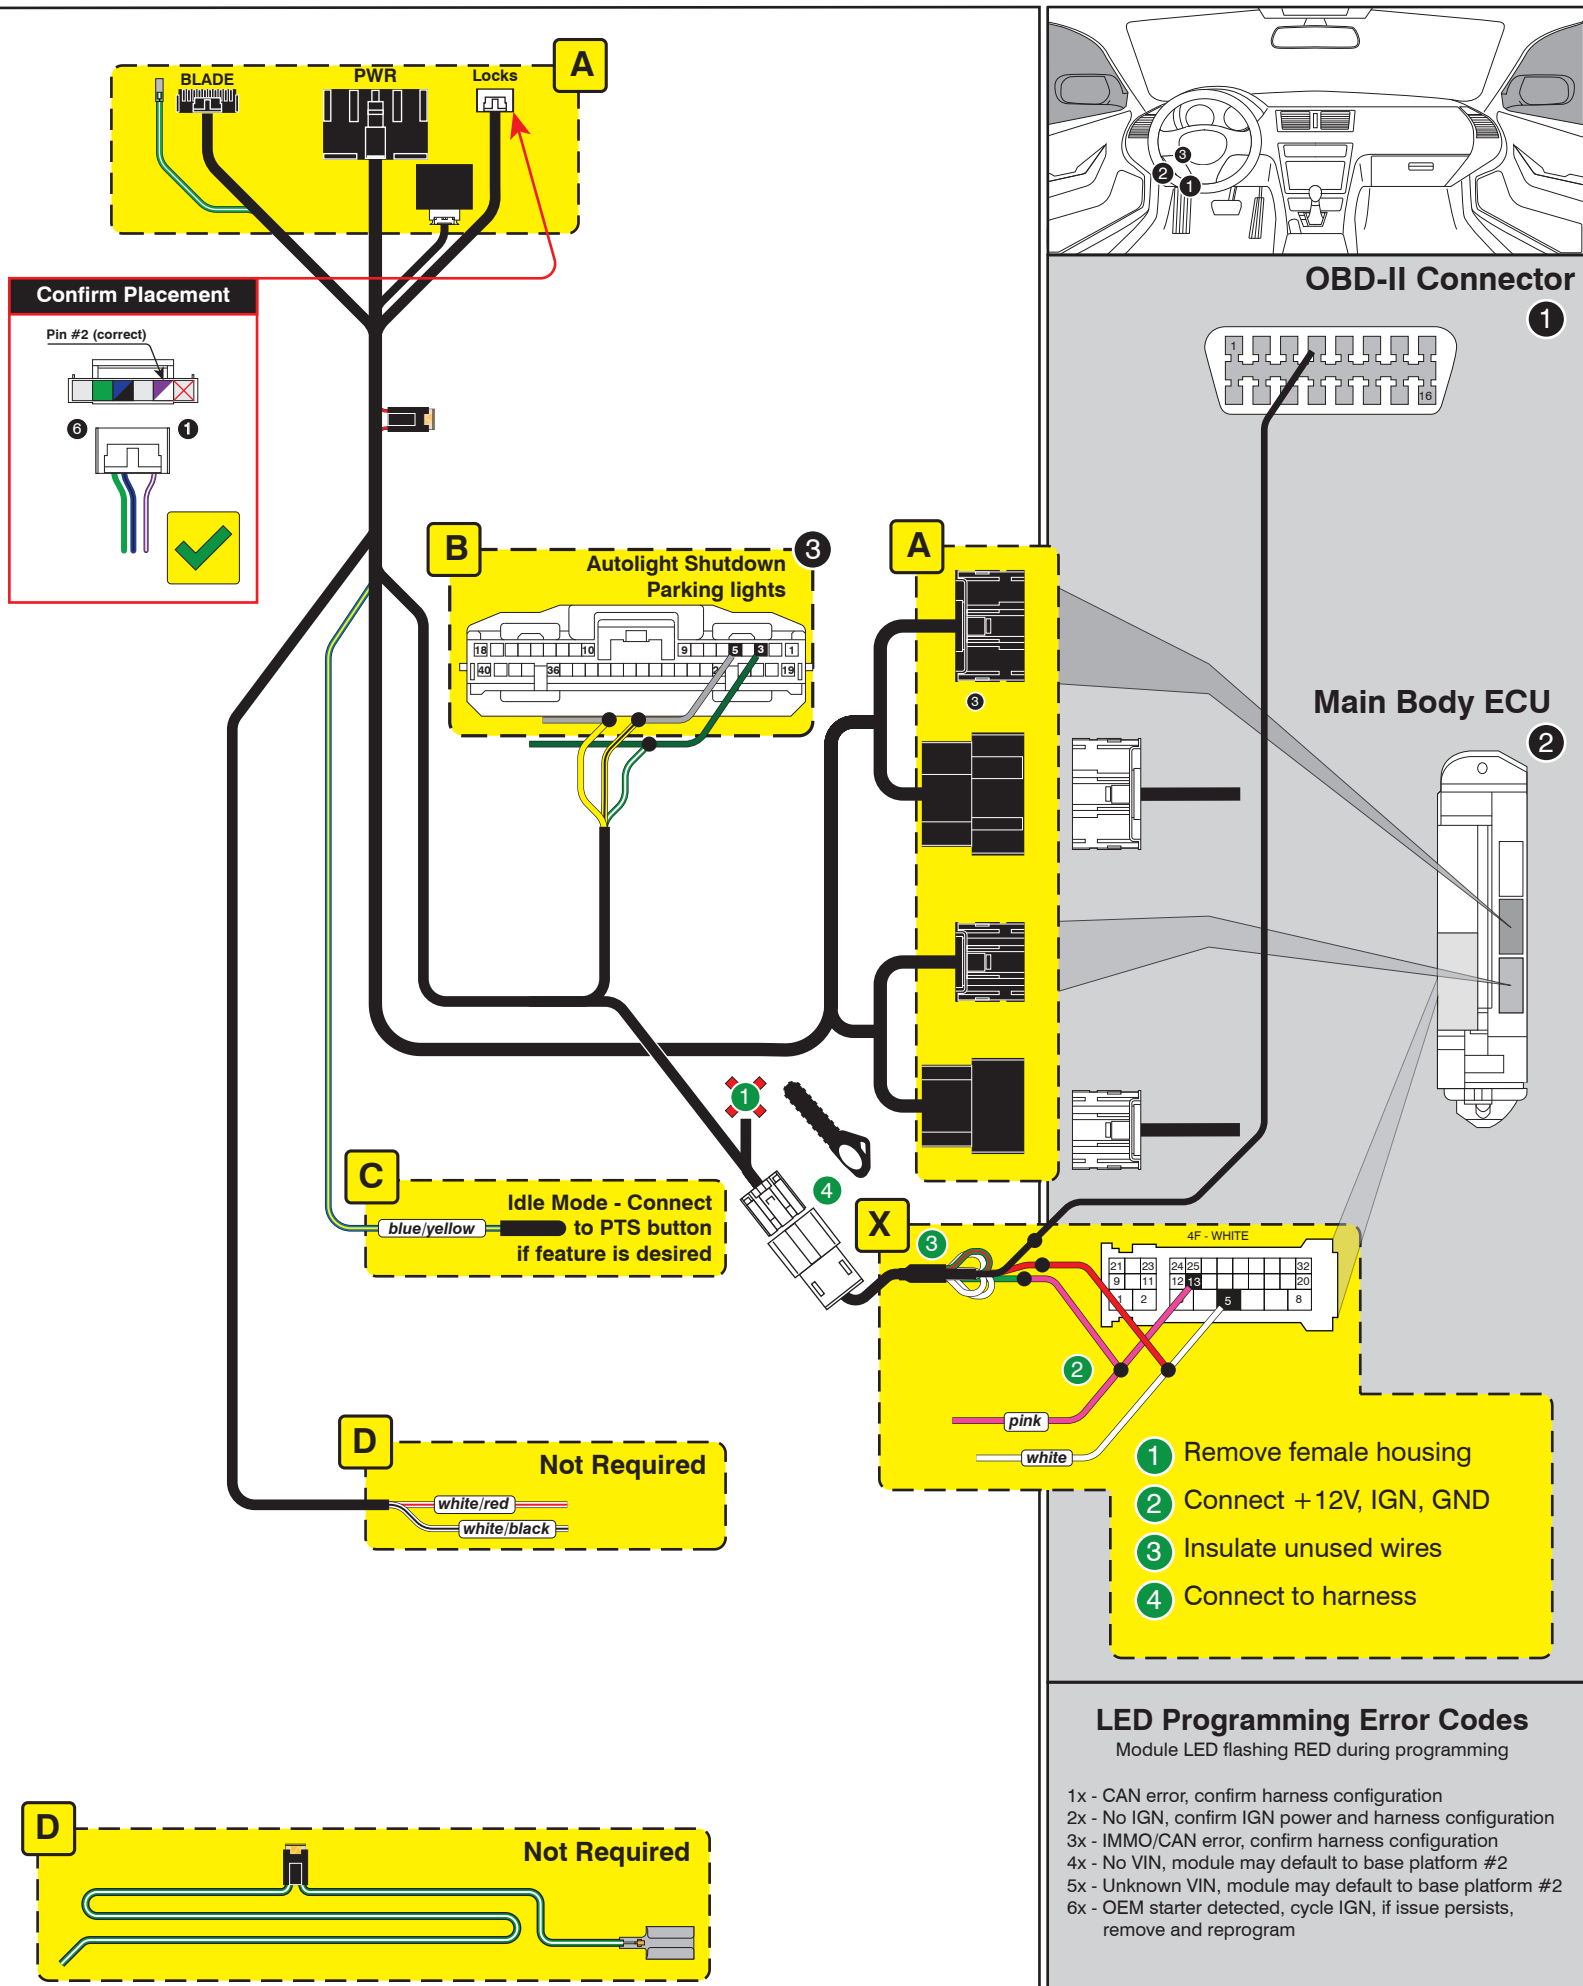 A
BLADE
PWR
Locks
Confirm Placement
Pin #2 (correct)
6
1
3
2
1
OBD-II Connector
1
1
16
B
Autolight Shutdown
3
Parking lights
18
10
9
5
3
1
40
36
19
A
3
Main Body ECU
2
1
4
C
Idle Mode - Connect
to PTS button
if feature is desired
blue/yellow
X
3
4F - WHITE
21
23
24
25
32
9
11
12
13
20
1
2
5
8
2
pink
white
D
Not Required
white/red
white/black
1 Remove female housing
2 Connect +12V, IGN, GND
3 Insulate unused wires
4 Connect to harness
LED Programming Error Codes
Module LED flashing RED during programming
1x - CAN error, confirm harness configuration
2x - No IGN, confirm IGN power and harness configuration
3x - IMMO/CAN error, confirm harness configuration
4x - No VIN, module may default to base platform #2
5x - Unknown VIN, module may default to base platform #2
6x - OEM starter detected, cycle IGN, if issue persists,
remove and reprogram
D
Not Required